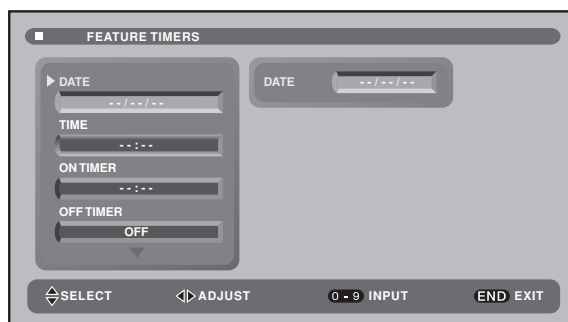 FEATURE TIMERS
DATE
--/--/--
TIME
--:--
ON TIMER
--:--
OFF TIMER
OFF
DATE --/--/--
SELECT ADJUST 0-9 INPUT END EXIT